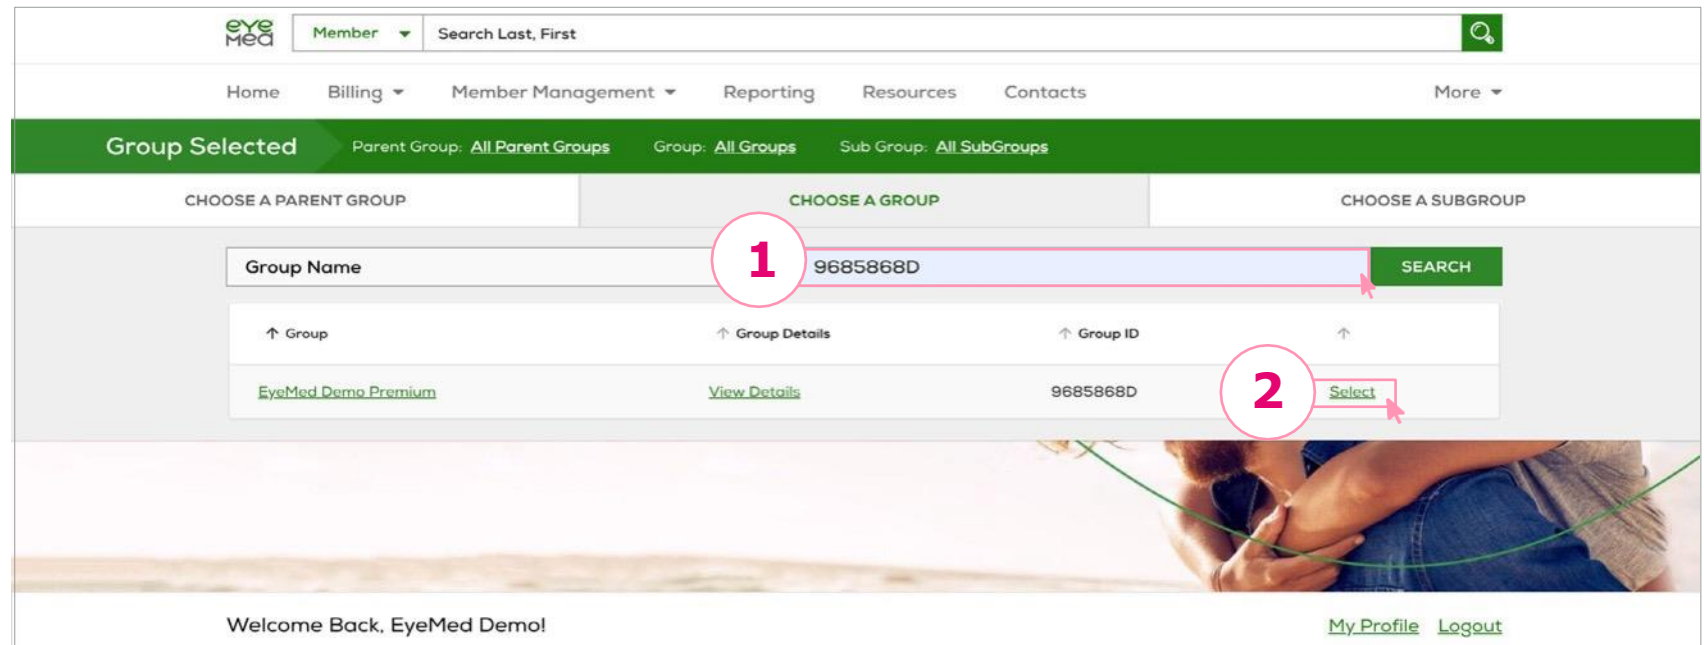 eye
Med
Member
Search Last, First
Home Billing Member Management Reporting Resources Contacts More
Group Selected Parent Group: All Parent Groups Group: All Groups Sub Group: All SubGroups
CHOOSE A PARENT GROUP CHOOSE A GROUP CHOOSE A SUBGROUP
Group Name 1 9685868D SEARCH
Group Group Details Group ID
EyeMed Demo Premium View Details 9685868D 2 Select
Welcome Back, EyeMed Demo! My Profile Logout